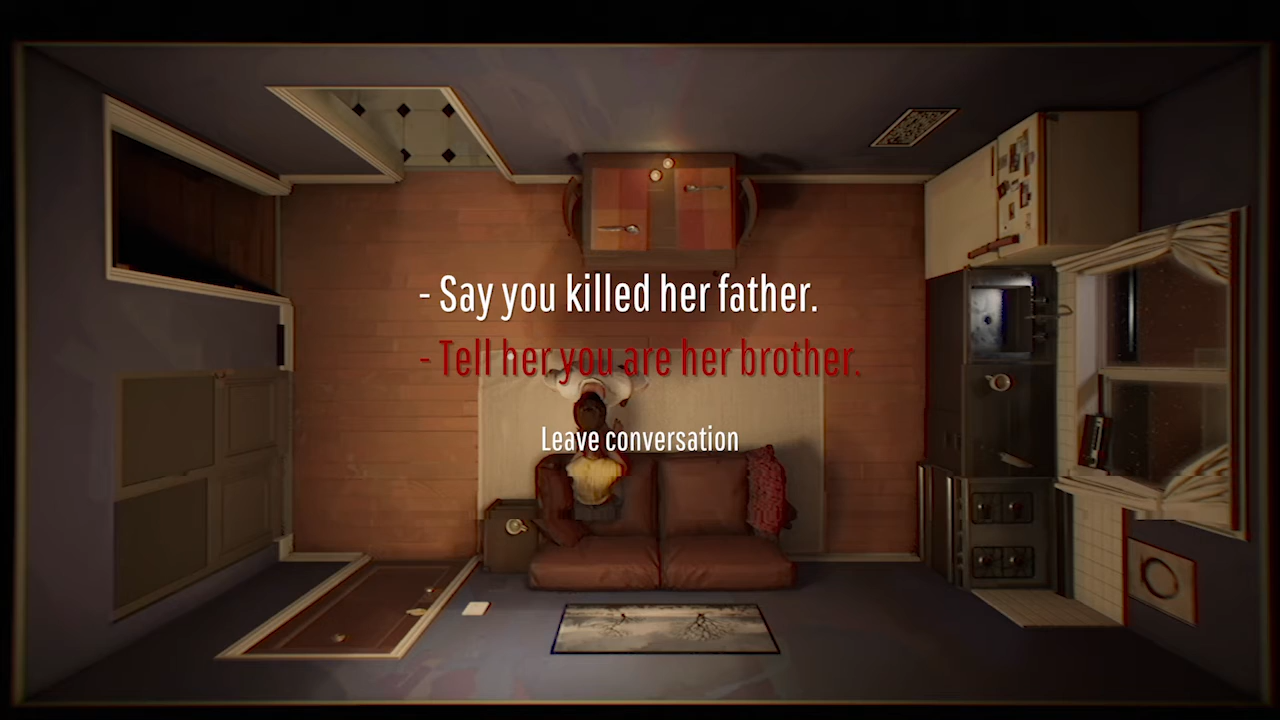 - Say you killed her father.
- Tell her you are her brother.
Leave conversation